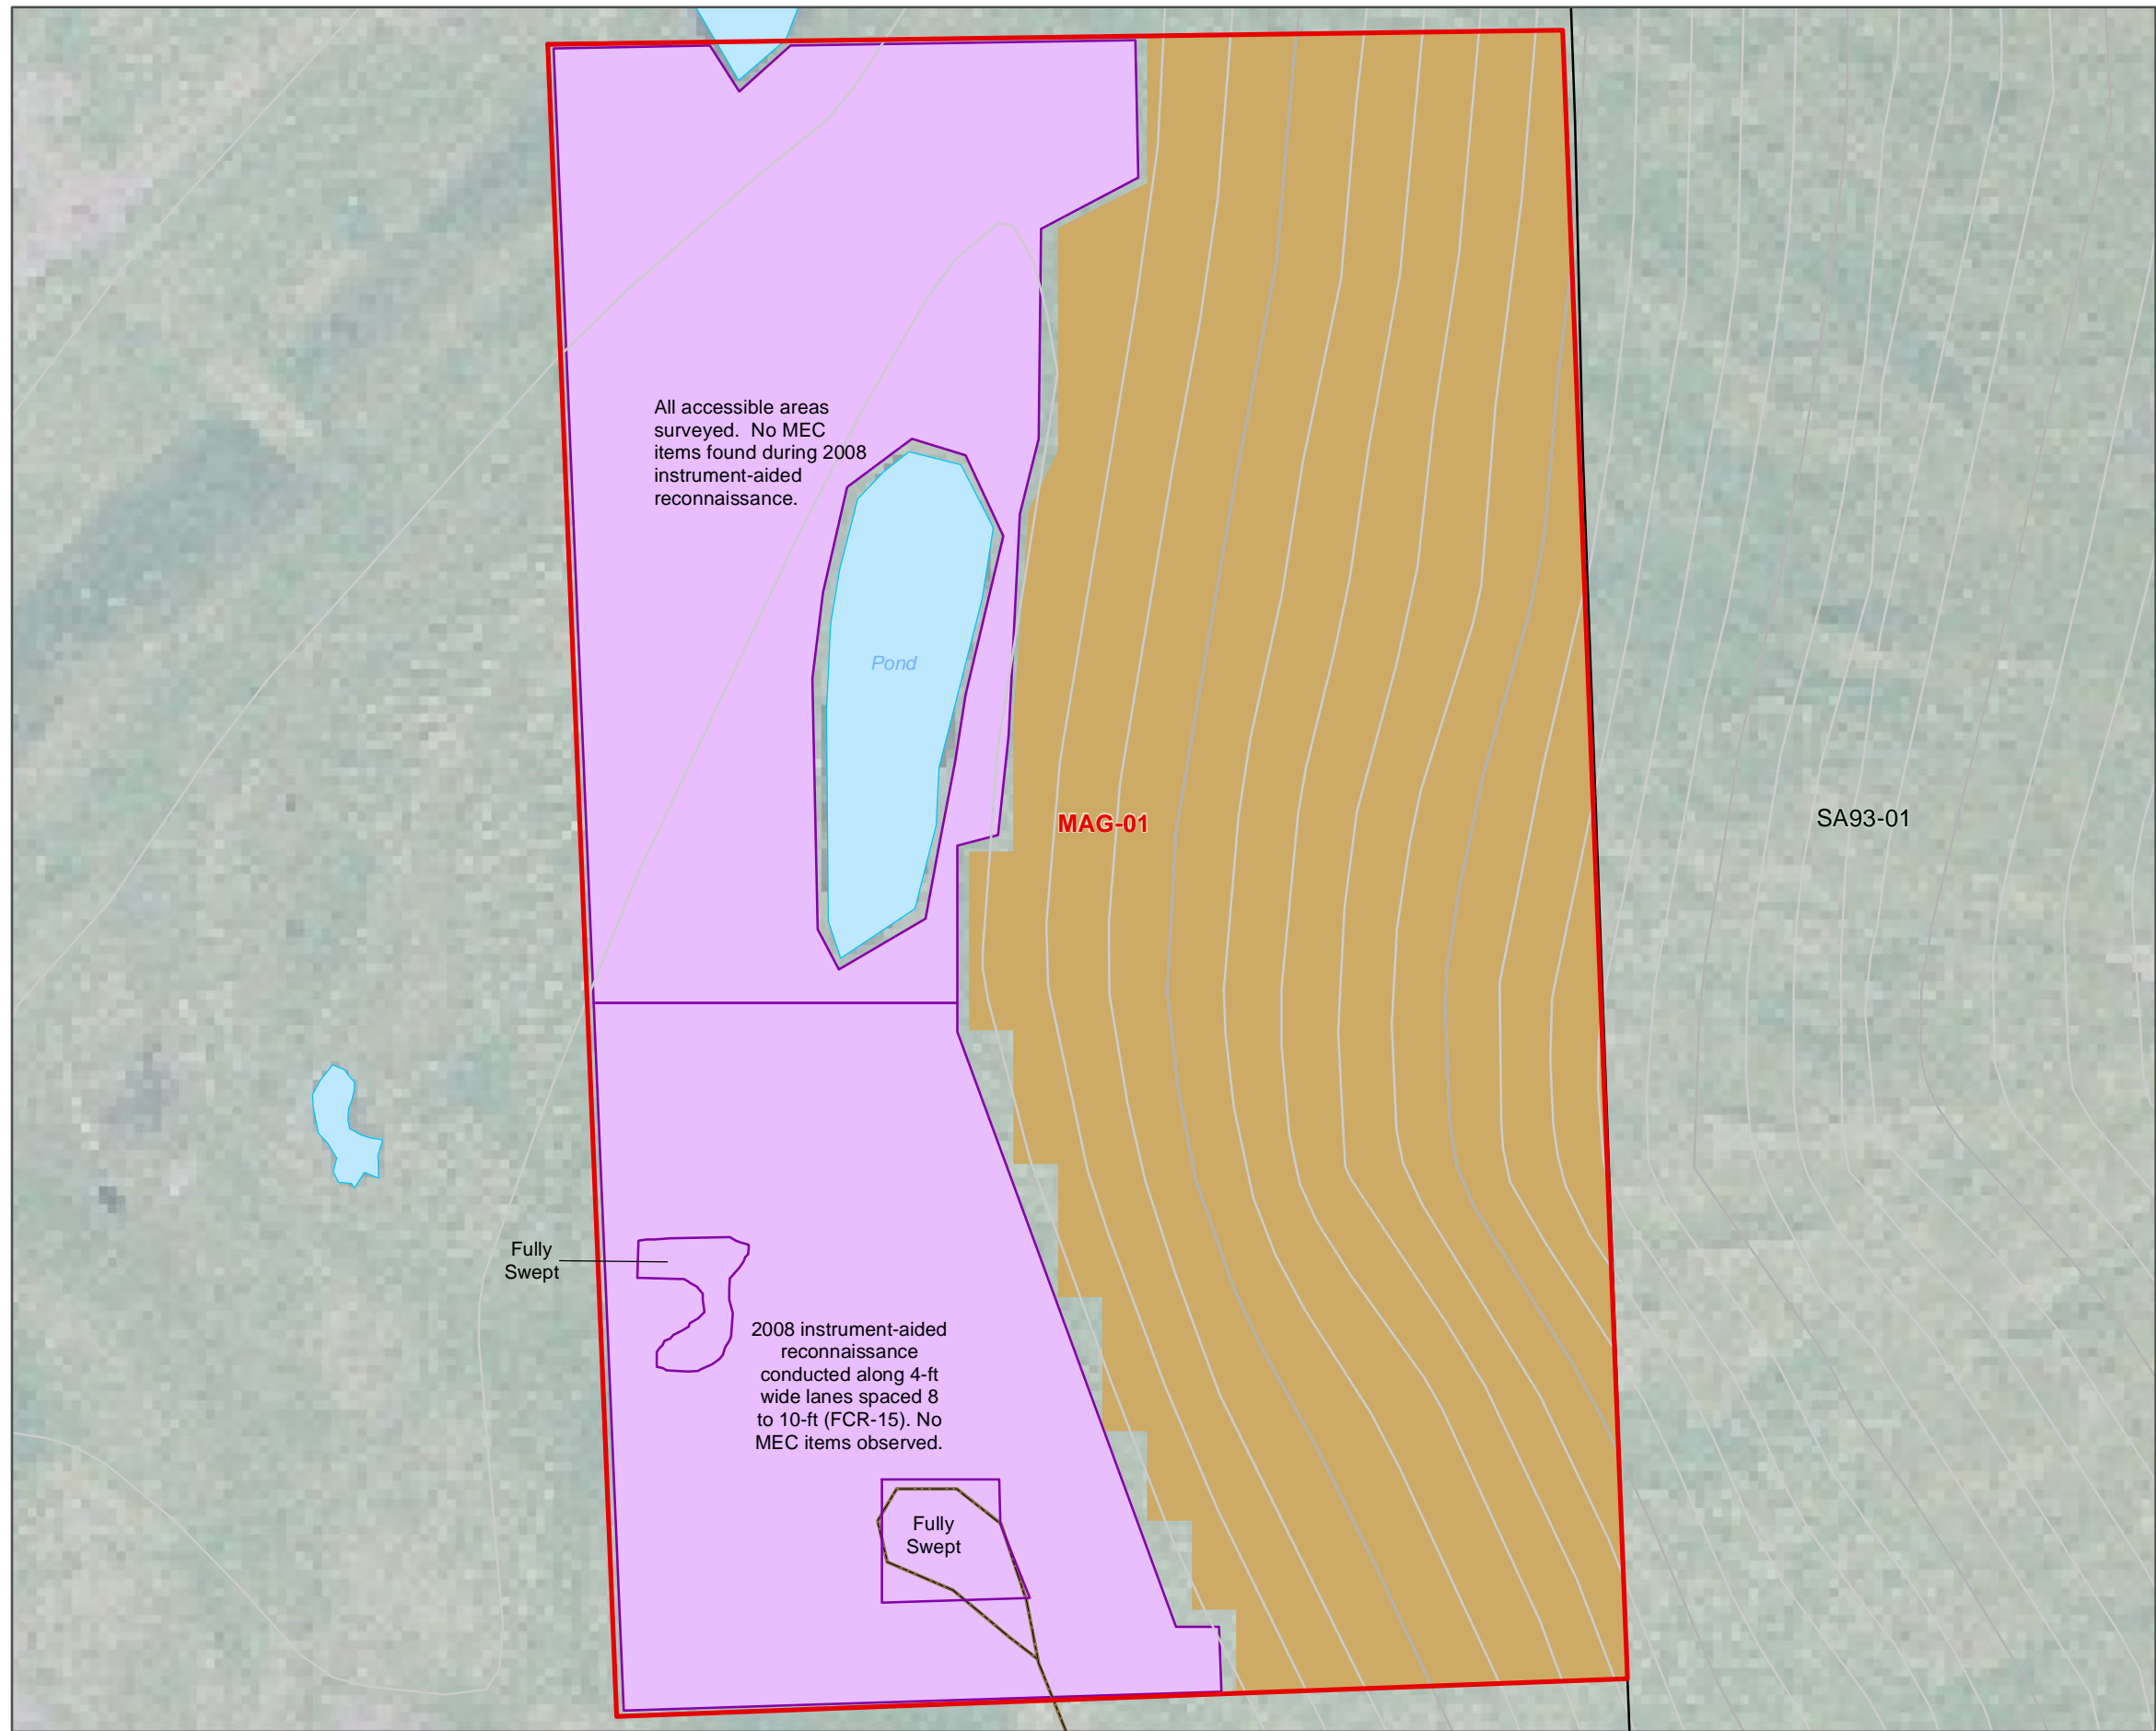 All accessible areas
surveyed.  No MEC
items found during 2008
instrument-aided
reconnaissance.
Pond
MAG-01
SA93-01
Fully
Swept
2008 instrument-aided
reconnaissance
conducted along 4-ft
wide lanes spaced 8
to 10-ft (FCR-15). No
MEC items observed.
Fully
Swept